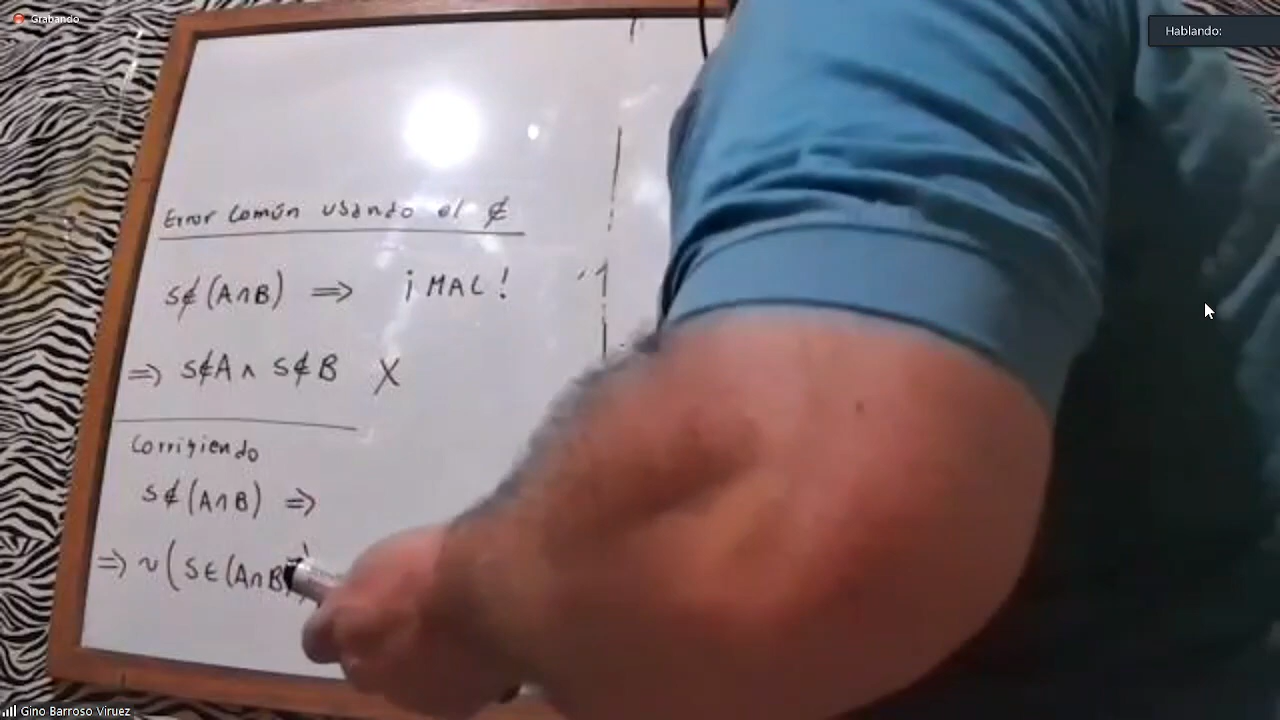 Grabando
Hablando:
Error Común usando el ∉
S∉(A∩B) ⟹ ¡MAL!
⟹ S∉A ∧ S∉B X
Corrigiendo
S∉(A∩B) ⟹
⟹ ~(S∈(A∩B))
Gino Barroso Viruez